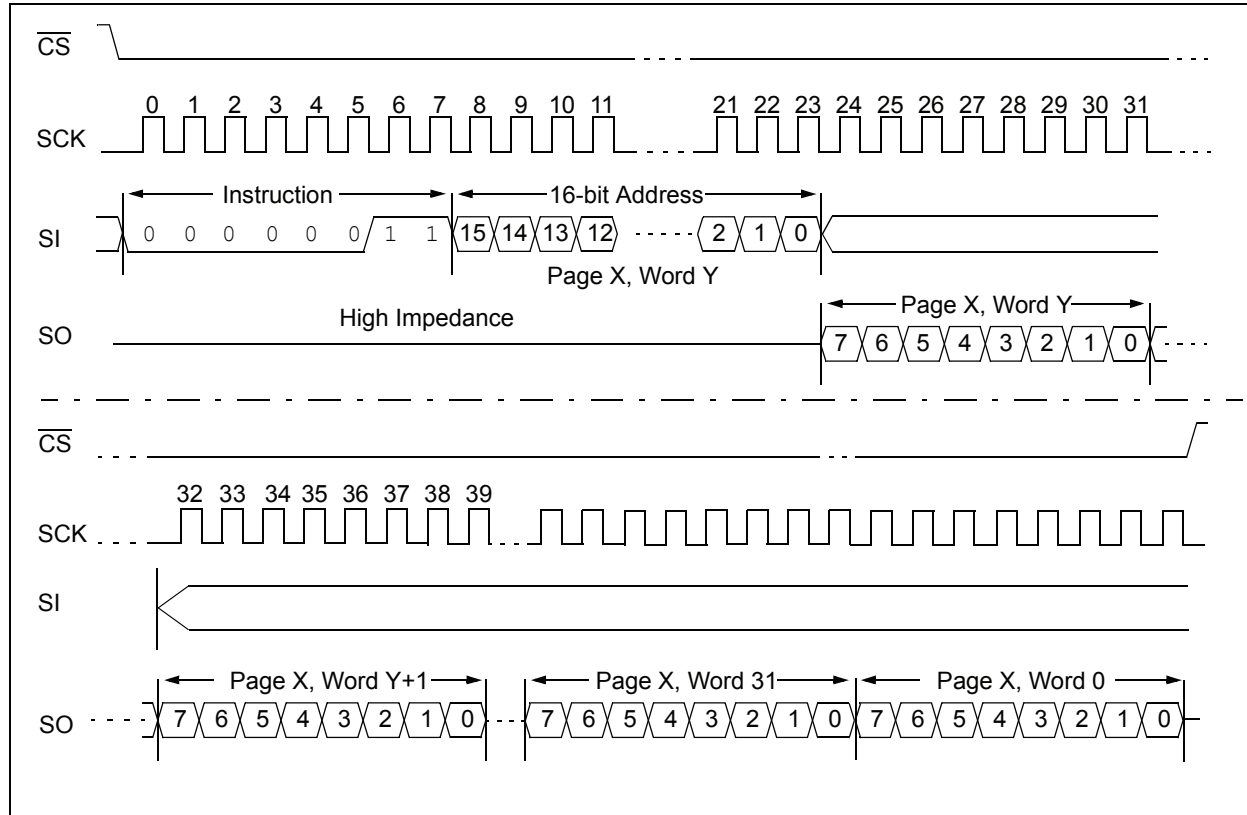 CS
0 1 2 3 4 5 6 7 8 9 10 11 21 22 23 24 25 26 27 28 29 30 31
SCK
Instruction 16-bit Address
SI 0 0 0 0 0 0 1 1 15 14 13 12 2 1 0
Page X, Word Y
High Impedance Page X, Word Y
SO 7 6 5 4 3 2 1 0
CS
32 33 34 35 36 37 38 39
SCK
SI
Page X, Word Y+1 Page X, Word 31 Page X, Word 0
SO 7 6 5 4 3 2 1 0 7 6 5 4 3 2 1 0 7 6 5 4 3 2 1 0